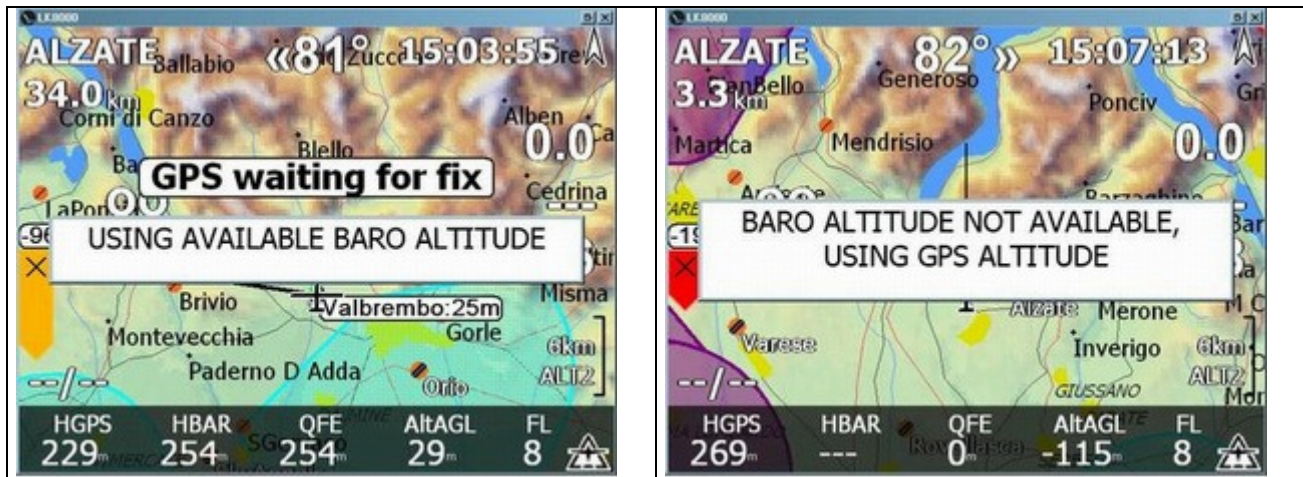 LK8000
ALZATE «81° 15:03:55
Ballabio
34.0km
Corni di Canzo
Alben
0.0
Blello
GPS waiting for fix
Cedrina
USING AVAILABLE BARO ALTITUDE
Misma
Brivio
Valbrembo:25m
Montevecchia
Gorle
6km
Paderno D Adda
ALT2
--/--
Orio
HGPS HBAR QFE AltAGL FL
229m 254m 254m 29m 8
LK8000
ALZATE 82°» 15:07:13
Generoso
3.3km
Ponciv
Mendrisio
0.0
BARO ALTITUDE NOT AVAILABLE,
USING GPS ALTITUDE
Alzate Merone
Varese
Inverigo 6km
--/--
ALT2
GIUSSANO
HGPS HBAR QFE AltAGL FL
269m --- 0m -115m 8